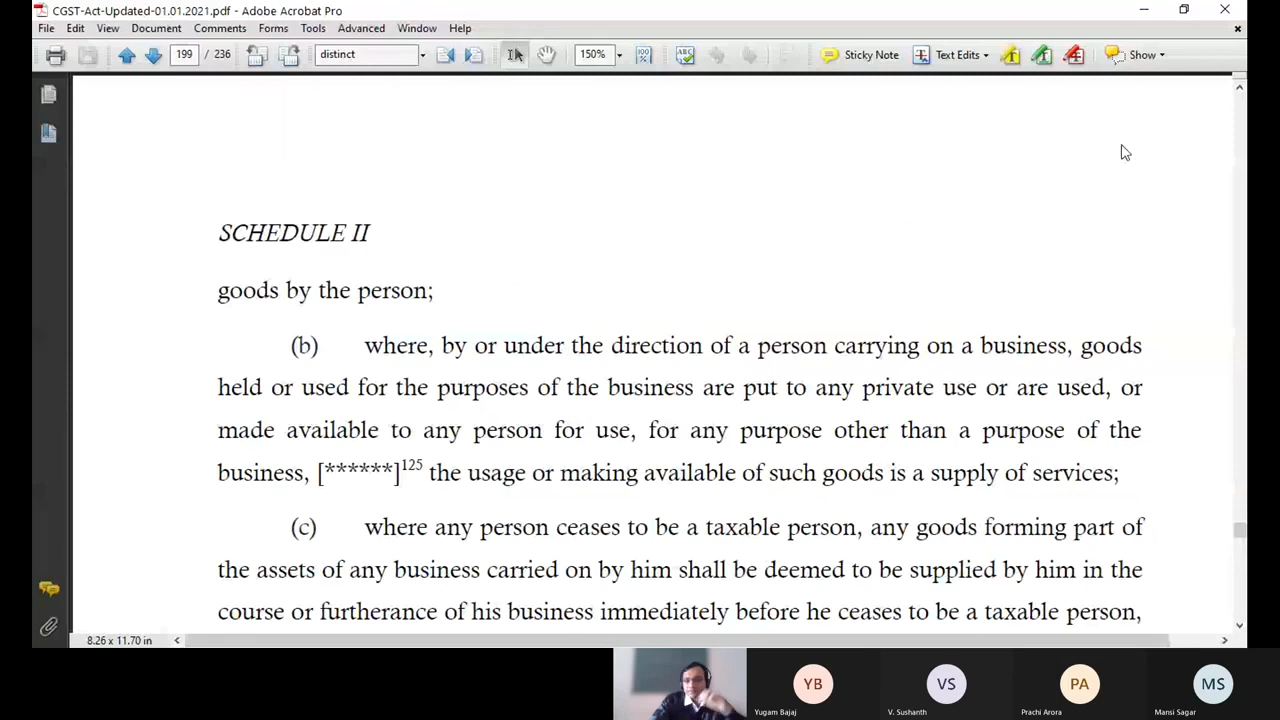 CGST-Act-Updated-01.01.2021.pdf - Adobe Acrobat Pro
File Edit View Document Comments Forms Tools Advanced Window Help
199 / 236 distinct 150% Sticky Note Text Edits Show
SCHEDULE II
goods by the person;
(b) where, by or under the direction of a person carrying on a business, goods
held or used for the purposes of the business are put to any private use or are used, or
made available to any person for use, for any purpose other than a purpose of the
business, [******]125 the usage or making available of such goods is a supply of services;
(c) where any person ceases to be a taxable person, any goods forming part of
the assets of any business carried on by him shall be deemed to be supplied by him in the
course or furtherance of his business immediately before he ceases to be a taxable person,
8.26 x 11.70 in
YB VS PA MS
Yugam Bajaj V. Sushanth Prachi Arora Mansi Sagar